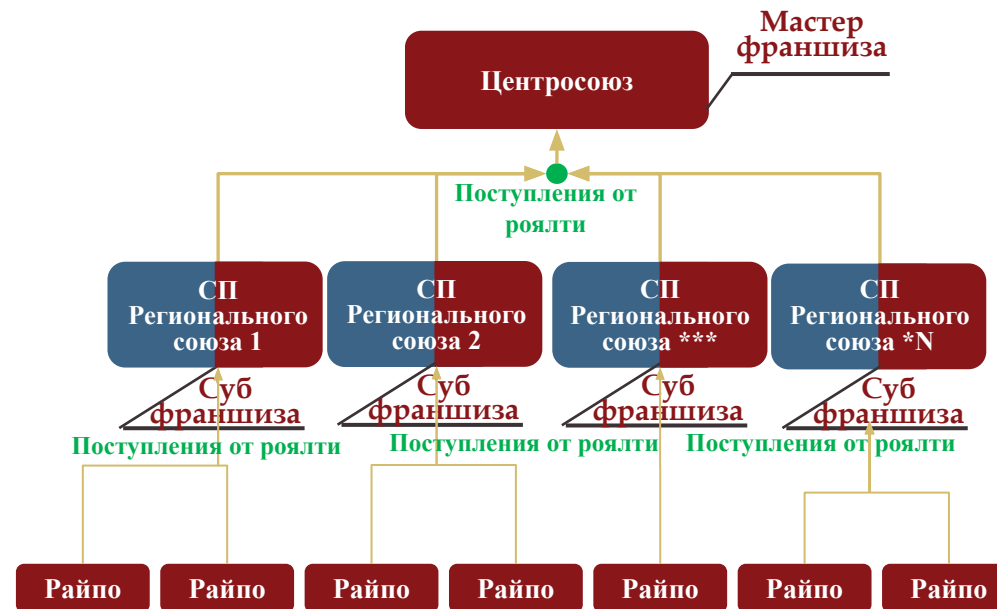 Мастер
франшиза
Центросоюз
Поступления от
роялти
СП
Регионального
союза 1
СП
Регионального
союза 2
СП
Регионального
союза ***
СП
Регионального
союза *N
Суб
франшиза
Суб
франшиза
Суб
франшиза
Суб
франшиза
Поступления от роялти
Поступления от роялти
Поступления от роялти
Райпо
Райпо
Райпо
Райпо
Райпо
Райпо
Райпо